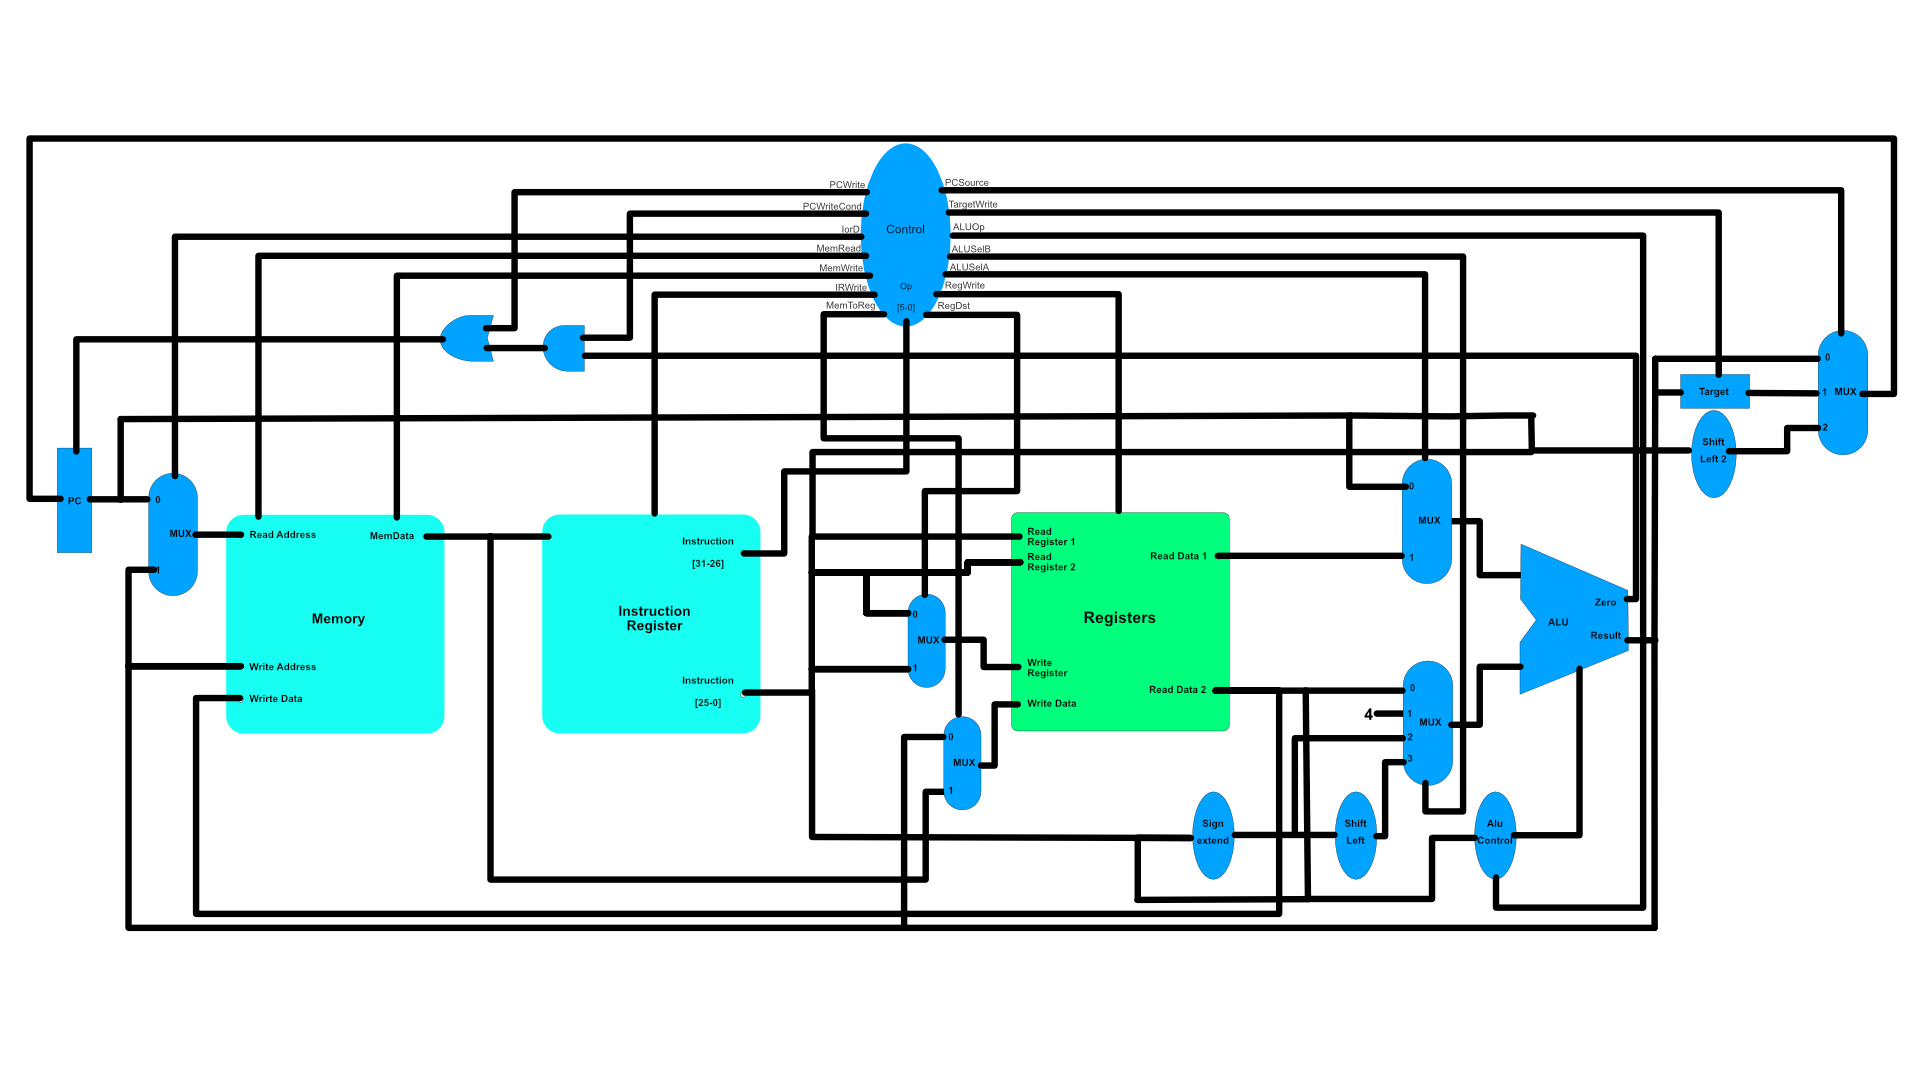 PCWrite
PCWriteCond
IorD
MemRead
MemWrite
IRWrite
MemToReg
Control
Op
[5-0]
PCSource
TargetWrite
ALUOp
ALUSelB
ALUSelA
RegWrite
RegDst
PC
0
MUX
1
Read Address
MemData
Memory
Write Address
Wrirte Data
Instruction
[31-26]
Instruction
Register
Instruction
[25-0]
0
MUX
1
0
MUX
1
Read
Register 1
Read
Register 2
Read Data 1
Registers
Write
Register
Read Data 2
Write Data
0
MUX
1
4
0
1
MUX
2
3
Sign
extend
Shift
Left
Alu
Control
Zero
ALU
Result
Target
Shift
Left 2
0
1
MUX
2